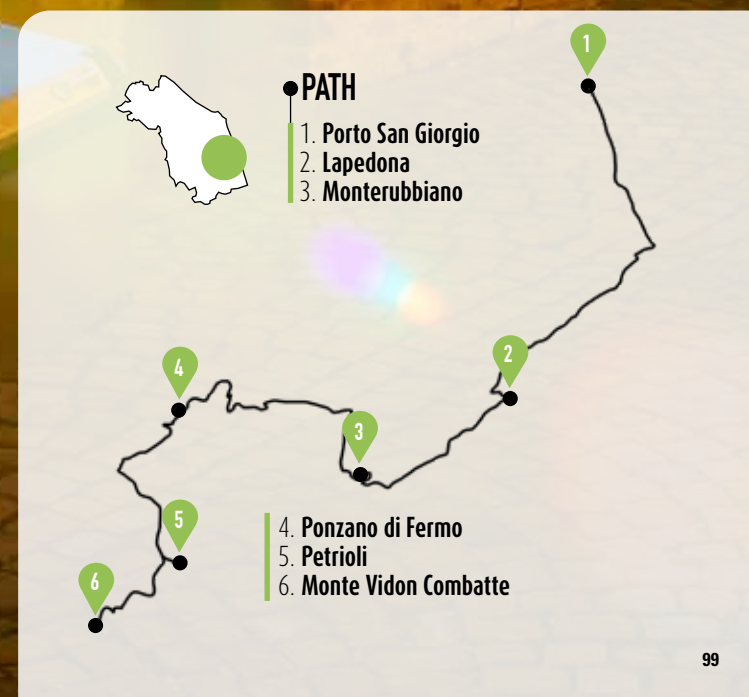 PATH
1. Porto San Giorgio
2. Lapedona
3. Monterubbiano
1
2
3
4
5
6
4. Ponzano di Fermo
5. Petrioli
6. Monte Vidon Combatte
99